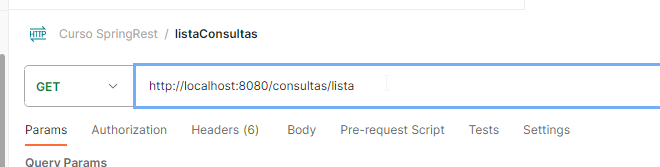 HTTP Curso SpringRest / listaConsultas
GET http://localhost:8080/consultas/lista
Params Authorization Headers (6) Body Pre-request Script Tests Settings
Query Params